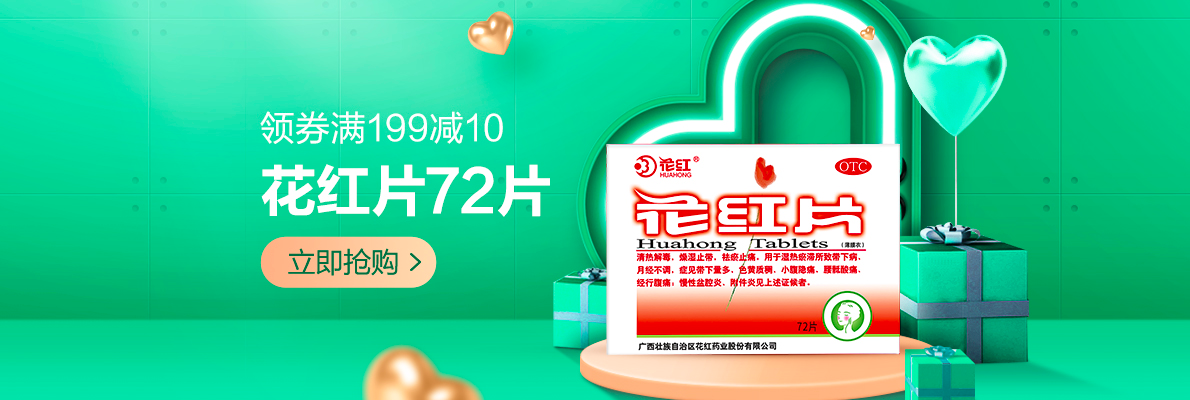 领券满199减10
花红片72片
立即抢购 >
花红®
HUAHONG
OTC
花红片
Huahong Tablets (薄膜衣)
清热解毒，燥湿止带，祛瘀止痛。用于湿热瘀滞所致带下病、
月经不调，症见带下量多、色黄质稠、小腹隐痛、腰骶酸痛、
经行腹痛；慢性盆腔炎、附件炎见上述证候者。
72片
广西壮族自治区花红药业股份有限公司